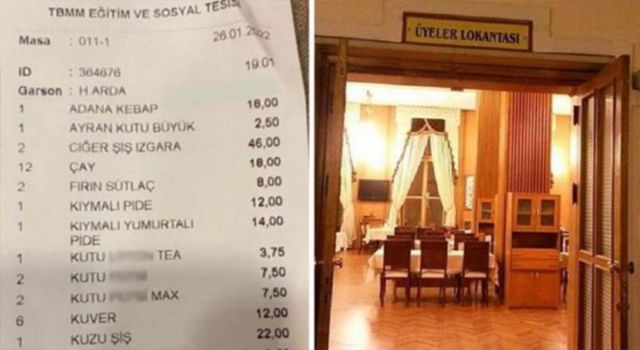 TBMM EĞİTİM VE SOSYAL TESİS
Masa : 011-1 26.01.2022
ID : 364676 19:01
Garson : H ARDA
1 ADANA KEBAP 18,00
1 AYRAN KUTU BÜYÜK 2,50
2 CİĞER ŞİŞ IZGARA 46,00
12 ÇAY 18,00
2 FIRIN SÜTLAÇ 8,00
1 KIYMALI PİDE 12,00
1 KIYMALI YUMURTALI 14,00
PİDE
1 KUTU TEA 3,75
2 KUTU 7,50
2 KUTU MAX 7,50
6 KUVER 12,00
1 KUZU ŞİŞ 22,00
ÜYELER LOKANTASI